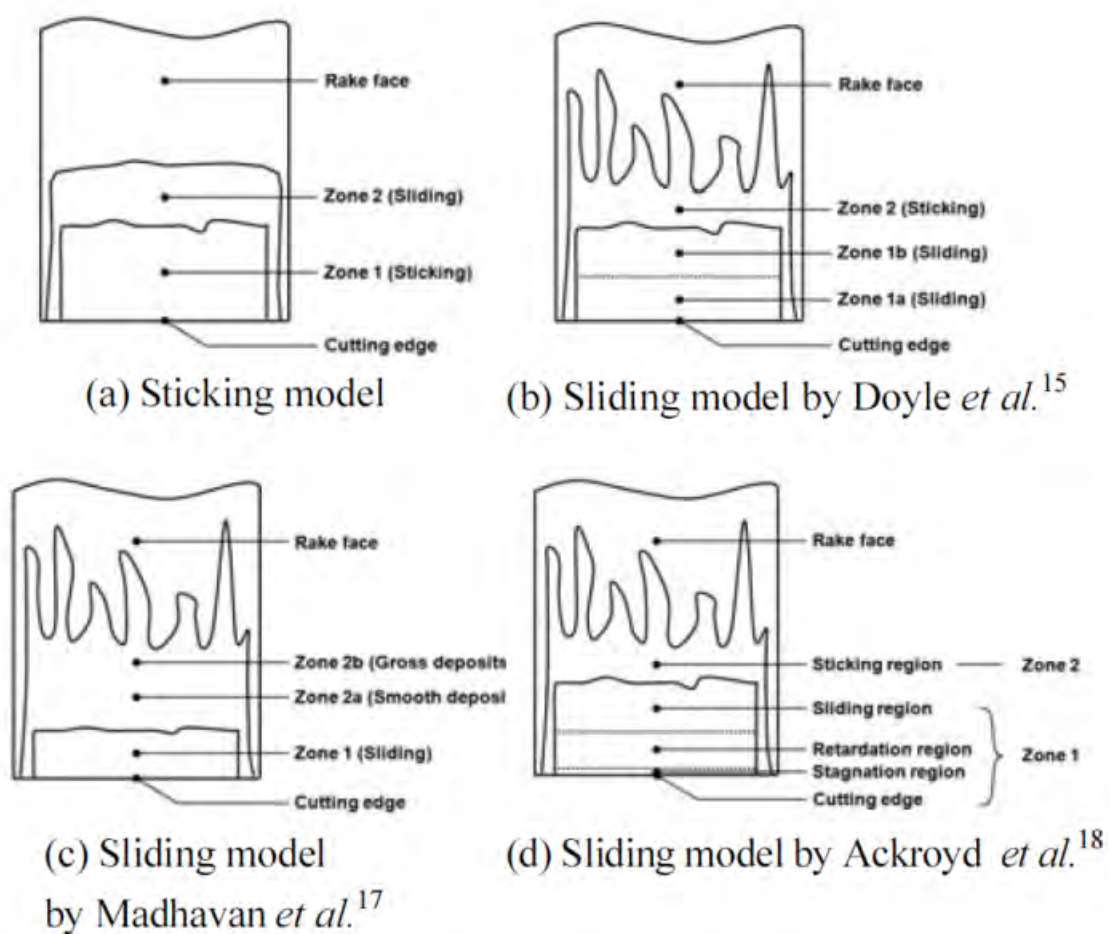 Rake face
Zone 2 (Sliding)
Zone 1 (Sticking)
Cutting edge
(a) Sticking model
Rake face
Zone 2 (Sticking)
Zone 1b (Sliding)
Zone 1a (Sliding)
Cutting edge
(b) Sliding model by Doyle et al.15
Rake face
Zone 2b (Gross deposits
Zone 2a (Smooth deposi
Zone 1 (Sliding)
Cutting edge
(c) Sliding model
by Madhavan et al.17
Rake face
Sticking region Zone 2
Sliding region
Retardation region Zone 1
Stagnation region
Cutting edge
(d) Sliding model by Ackroyd et al.18